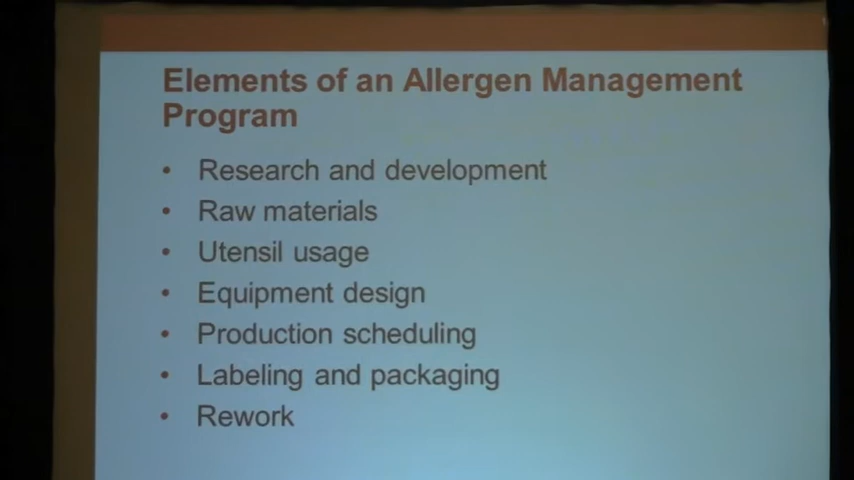 Elements of an Allergen Management
Program
• Research and development
• Raw materials
• Utensil usage
• Equipment design
• Production scheduling
• Labeling and packaging
• Rework